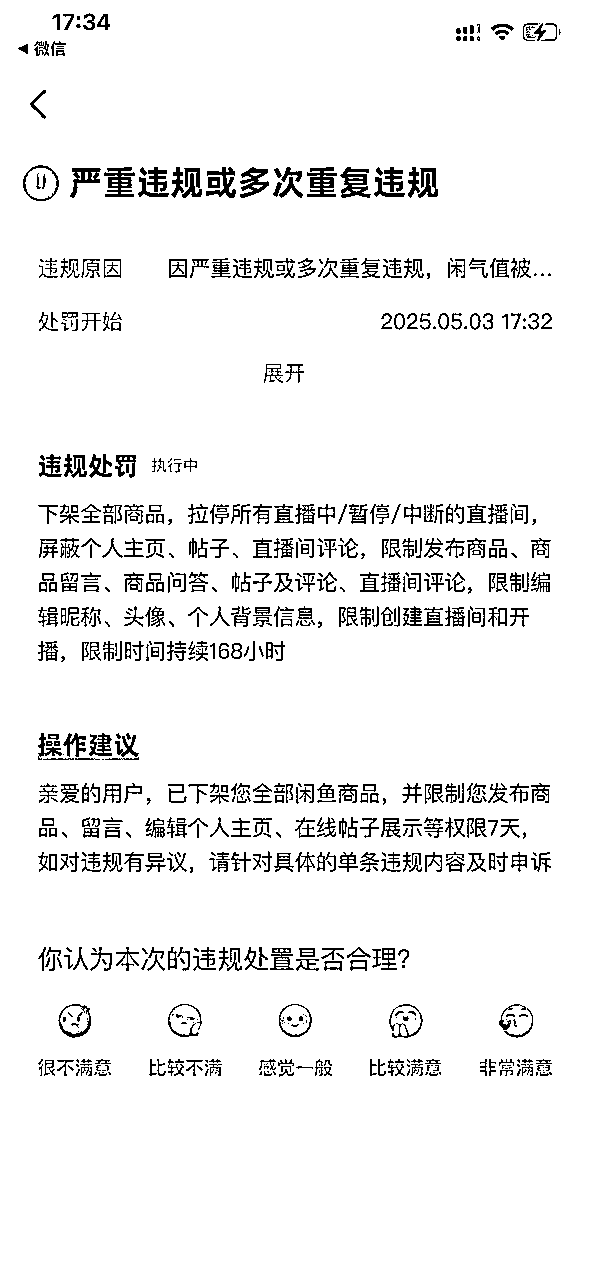 17:34
◀ 微信
严重违规或多次重复违规
违规原因 因严重违规或多次重复违规，闲气值被...
处罚开始 2025.05.03 17:32
展开
违规处罚 执行中
下架全部商品，拉停所有直播中/暂停/中断的直播间，
屏蔽个人主页、帖子、直播间评论，限制发布商品、商
品留言、商品问答、帖子及评论、直播间评论，限制编
辑昵称、头像、个人背景信息，限制创建直播间和开
播，限制时间持续168小时
操作建议
亲爱的用户，已下架您全部闲鱼商品，并限制您发布商
品、留言、编辑个人主页、在线帖子展示等权限7天，
如对违规有异议，请针对具体的单条违规内容及时申诉
你认为本次的违规处置是否合理?
很不满意 比较不满 感觉一般 比较满意 非常满意